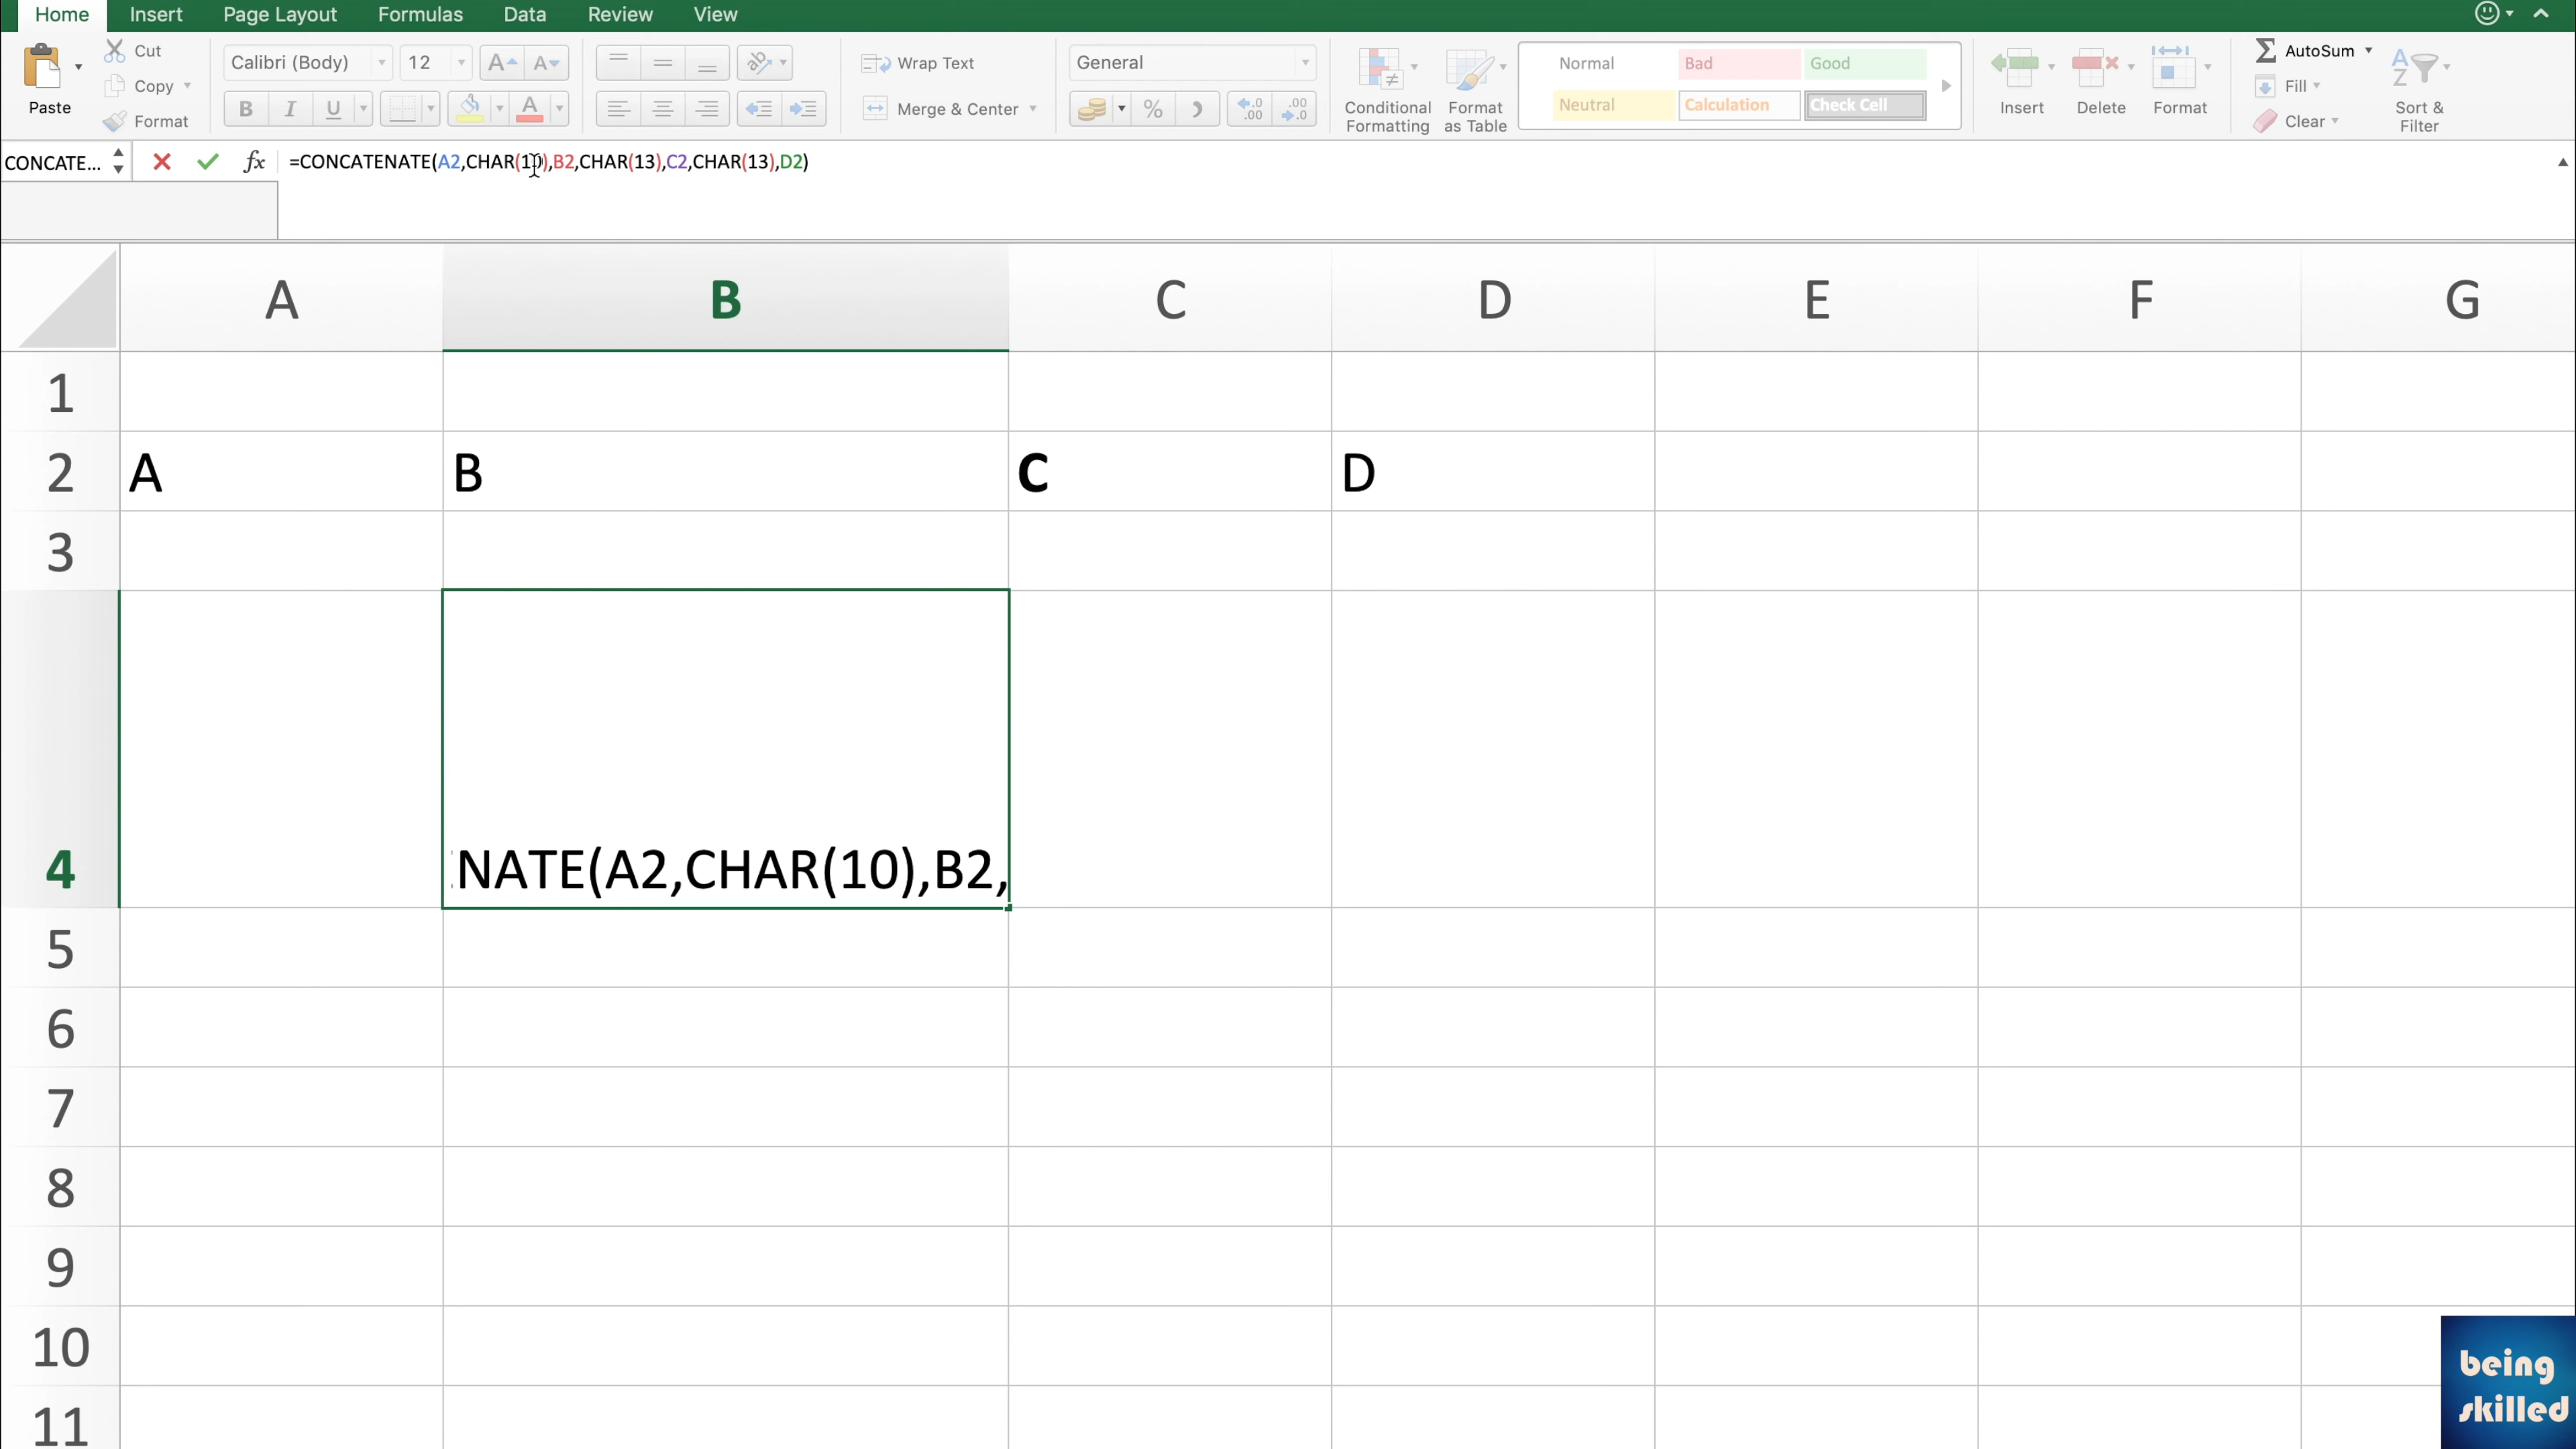 Home Insert Page Layout Formulas Data Review View
Paste
Cut
Copy
Format
Calibri (Body) 12
A A
B I U A
Wrap Text
Merge & Center
General
%
Conditional Formatting
Format as Table
Normal Bad Good
Neutral Calculation Check Cell
Insert
Delete
Format
AutoSum
Fill
Clear
Sort & Filter
CONCATE... fx =CONCATENATE(A2,CHAR(10),B2,CHAR(13),C2,CHAR(13),D2)
A B C D E F G
1
2 A B C D
3
4 NATE(A2,CHAR(10),B2,
5
6
7
8
9
10
11
being
skilled